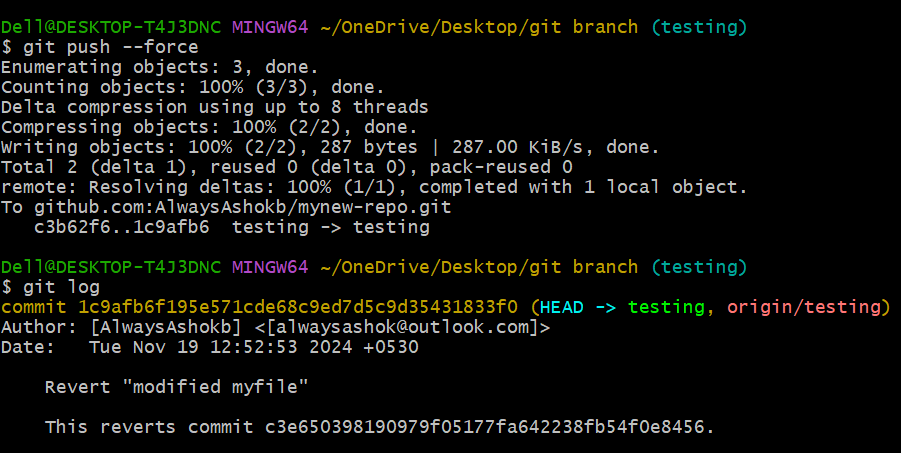 Dell@DESKTOP-T4J3DNC MINGW64 ~/OneDrive/Desktop/git branch (testing)
$ git push --force
Enumerating objects: 3, done.
Counting objects: 100% (3/3), done.
Delta compression using up to 8 threads
Compressing objects: 100% (2/2), done.
Writing objects: 100% (2/2), 287 bytes | 287.00 KiB/s, done.
Total 2 (delta 1), reused 0 (delta 0), pack-reused 0
remote: Resolving deltas: 100% (1/1), completed with 1 local object.
To github.com:AlwaysAshokb/mynew-repo.git
   c3b62f6..1c9afb6  testing -> testing
Dell@DESKTOP-T4J3DNC MINGW64 ~/OneDrive/Desktop/git branch (testing)
$ git log
commit 1c9afb6f195e571cde68c9ed7d5c9d35431833f0 (HEAD -> testing, origin/testing)
Author: [AlwaysAshokb] <[alwaysashok@outlook.com]>
Date:   Tue Nov 19 12:52:53 2024 +0530
    Revert "modified myfile"
    This reverts commit c3e650398190979f05177fa642238fb54f0e8456.